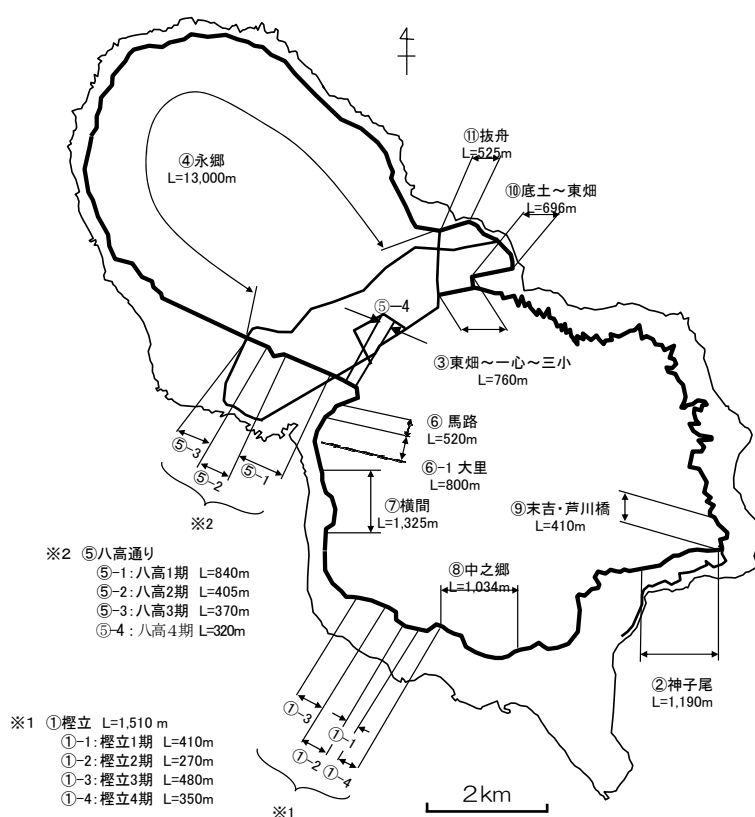 4
⑪抜舟
L=525m
⑩底土～東畑
L=696m
④永郷
L=13,000m
⑤-4
③東畑～一心～三小
L=760m
⑥ 馬路
L=520m
⑥-1 大里
L=800m
⑤-3
⑤-2
⑤-1
※2
⑦横間
L=1,325m
⑨末吉・芦川橋
L=410m
※2 ⑤八高通り
⑤-1：八高1期 L=840m
⑤-2：八高2期 L=405m
⑤-3：八高3期 L=370m
⑤-4：八高４期 L=320m
⑧中之郷
L=1,034m
②神子尾
L=1,190m
①-3
①-1
①-2
①-4
※1
※1 ①樫立 L=1,510 m
①-1：樫立1期 L=410m
①-2：樫立2期 L=270m
①-3：樫立3期 L=480m
①-4：樫立4期 L=350m
2km